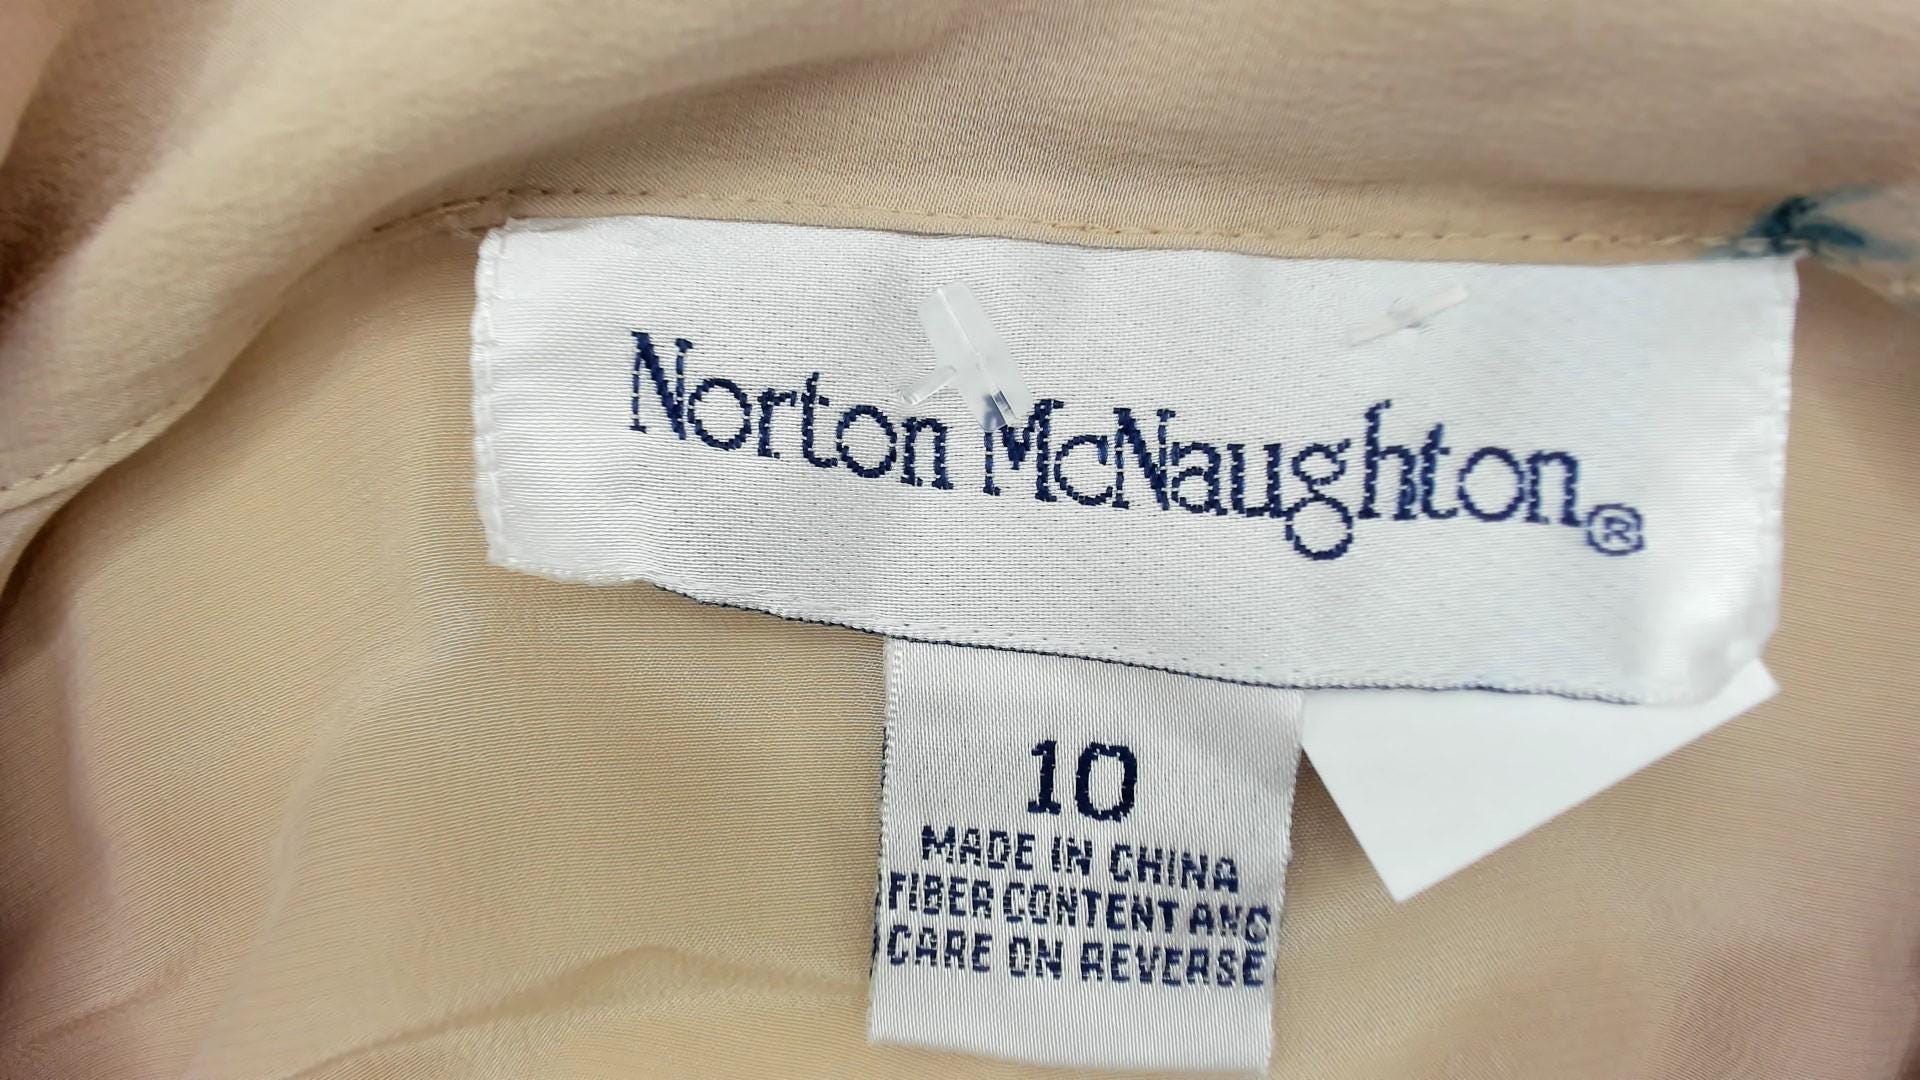 Norton McNaughton®
10
MADE IN CHINA
FIBER CONTENT AND
CARE ON REVERSE